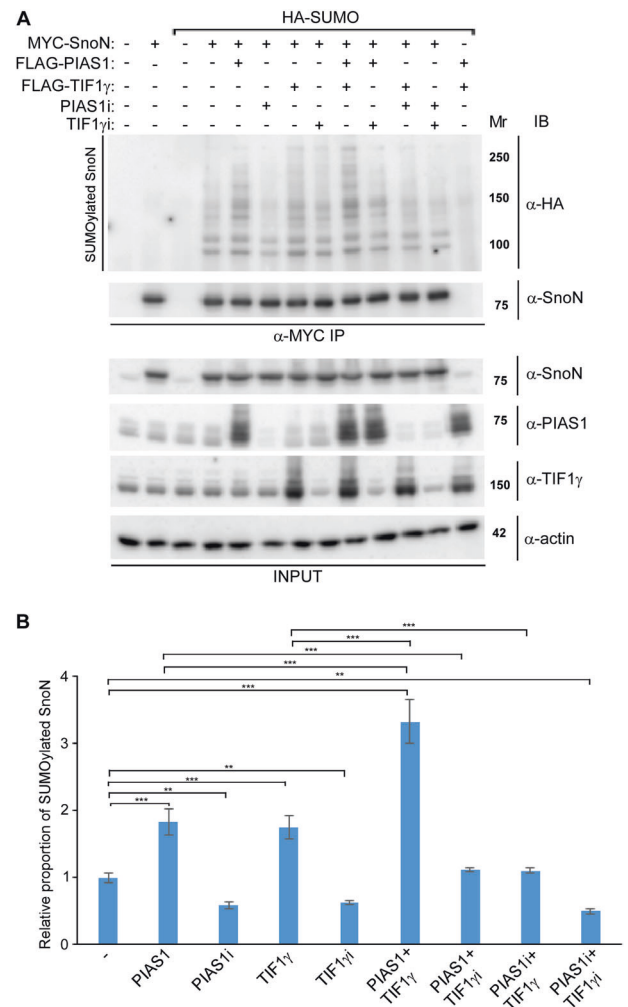 A
HA-SUMO
MYC-SnoN: - + - + + + + + + + + + -
FLAG-PIAS1: - - - - + - - - + + - - +
FLAG-TIF1γ: - - - - - - + - + - + - +
PIAS1i: - - - - - + - - - - + + -
TIF1γi: - - - - - - - + - + - + -
Mr IB
SUMOylated SnoN
250
150
100
α-HA
75
α-SnoN
α-MYC IP
75
α-SnoN
75
α-PIAS1
150
α-TIF1γ
42
α-actin
INPUT
B
***
***
***
***
**
***
**
***
**
***
Relative proportion of SUMOylated SnoN
4
3
2
1
0
-
PIAS1
PIAS1i
TIF1γ
TIF1γi
PIAS1+
TIF1γ
PIAS1+
TIF1γi
PIAS1i+
TIF1γ
PIAS1i+
TIF1γi